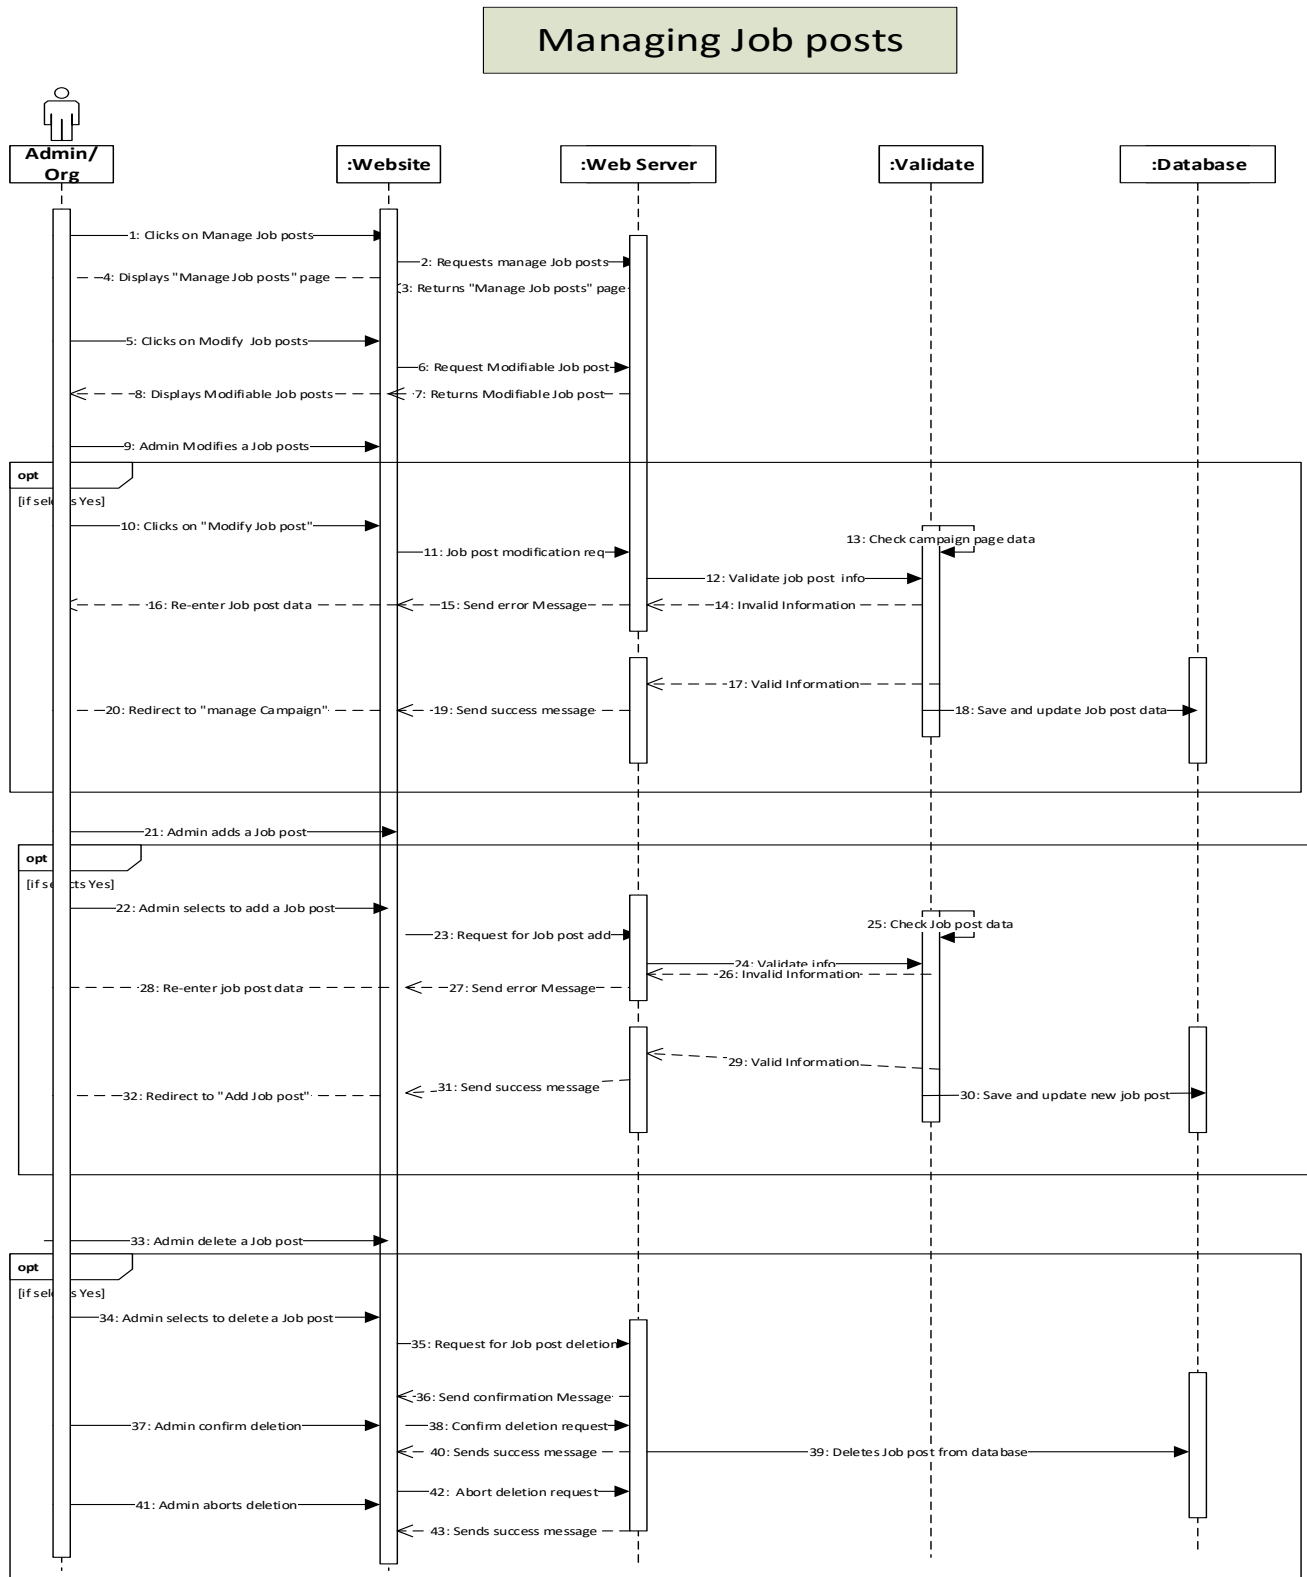 Managing Job posts
Admin/
Org
:Website
:Web Server
:Validate
:Database
1: Clicks on Manage Job posts
2: Requests manage Job posts
4: Displays "Manage Job posts" page
3: Returns "Manage Job posts" page
5: Clicks on Modify Job posts
6: Request Modifiable Job post
8: Displays Modifiable Job posts
7: Returns Modifiable Job post
9: Admin Modifies a Job posts
opt
[if selects Yes]
10: Clicks on "Modify Job post"
13: Check campaign page data
11: Job post modification req
12: Validate job post info
16: Re-enter Job post data
15: Send error Message
14: Invalid Information
17: Valid Information
20: Redirect to "manage Campaign"
19: Send success message
18: Save and update Job post data
21: Admin adds a Job post
opt
[if selects Yes]
22: Admin selects to add a Job post
25: Check Job post data
23: Request for Job post add
24: Validate info
26: Invalid Information
28: Re-enter job post data
27: Send error Message
29: Valid Information
31: Send success message
32: Redirect to "Add Job post"
30: Save and update new job post
33: Admin delete a Job post
opt
[if selects Yes]
34: Admin selects to delete a Job post
35: Request for Job post deletion
36: Send confirmation Message
37: Admin confirm deletion
38: Confirm deletion request
40: Sends success message
39: Deletes Job post from database
42: Abort deletion request
41: Admin aborts deletion
43: Sends success message